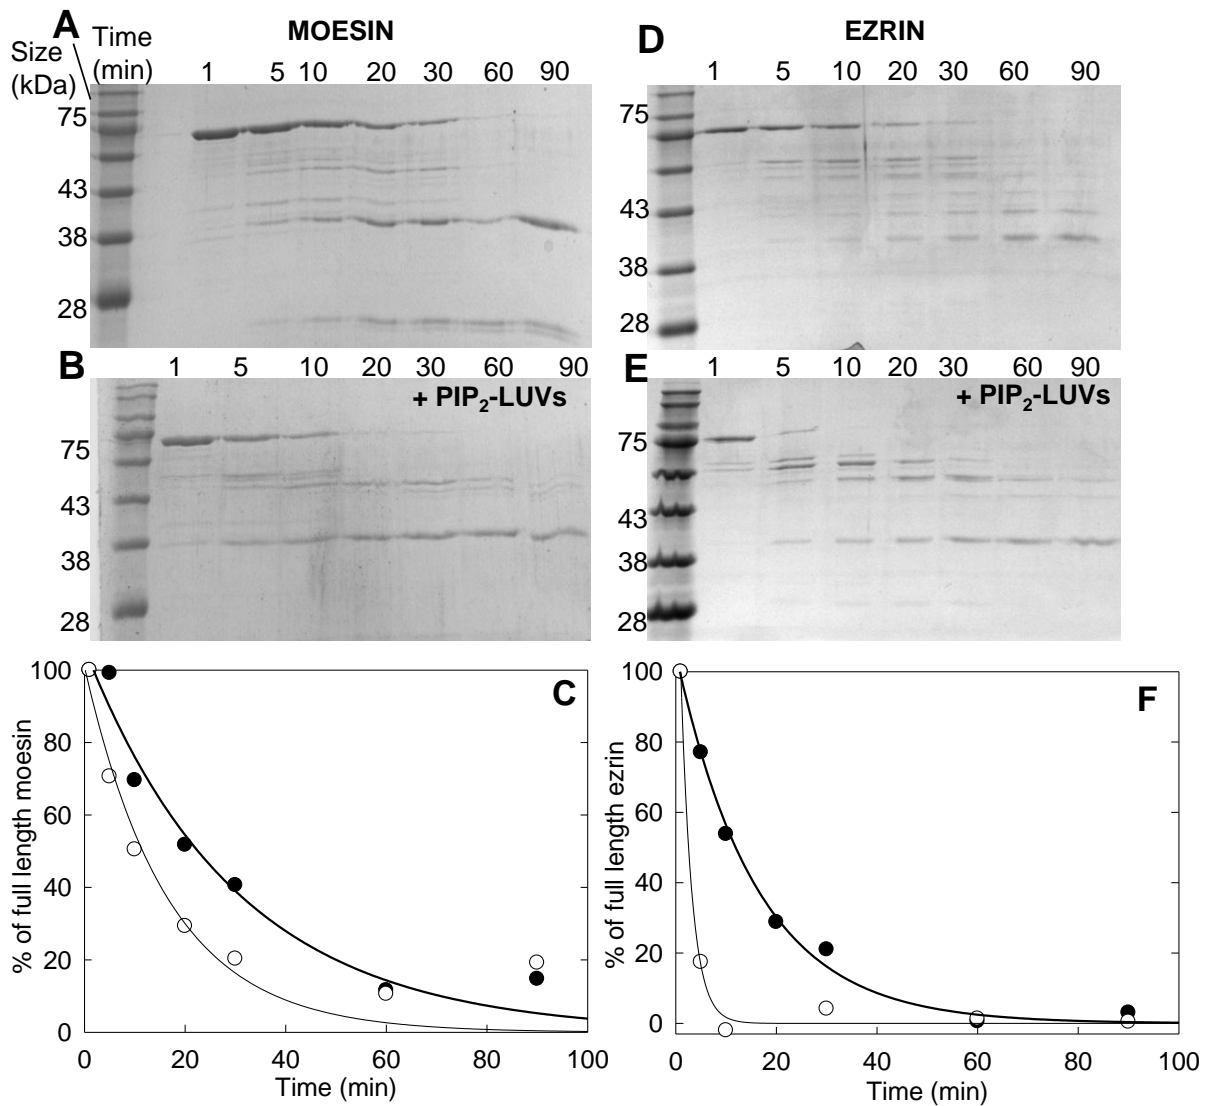 A
Time
(min)
Size
(kDa)
MOESIN
1 5 10 20 30 60 90
75
43
38
28
D
EZRIN
1 5 10 20 30 60 90
75
43
38
28
B
1 5 10 20 30 60 90
+ PIP2-LUVs
75
43
38
28
E
1 5 10 20 30 60 90
+ PIP2-LUVs
75
43
38
28
C
% of full length moesin
100
80
60
40
20
0
0 20 40 60 80 100
Time (min)
F
% of full length ezrin
100
80
60
40
20
0
0 20 40 60 80 100
Time (min)